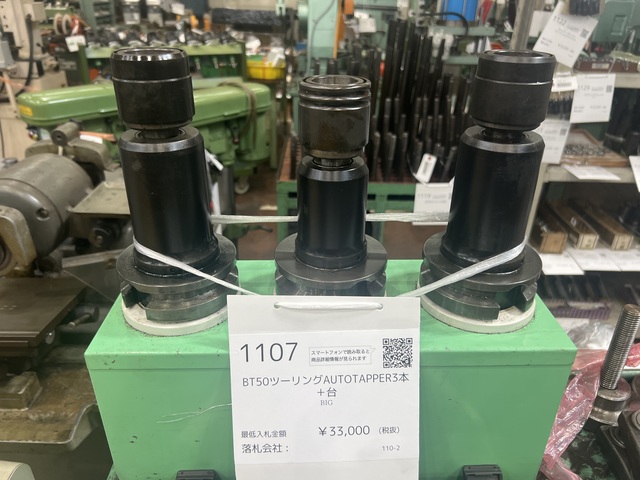 1107
スマートフォンで読み取ると
商品詳細情報が見られます
BT50ツーリングAUTOTAPPER3本
+台
BIG
最低入札金額 ￥33,000 (税抜)
落札会社：
110-2